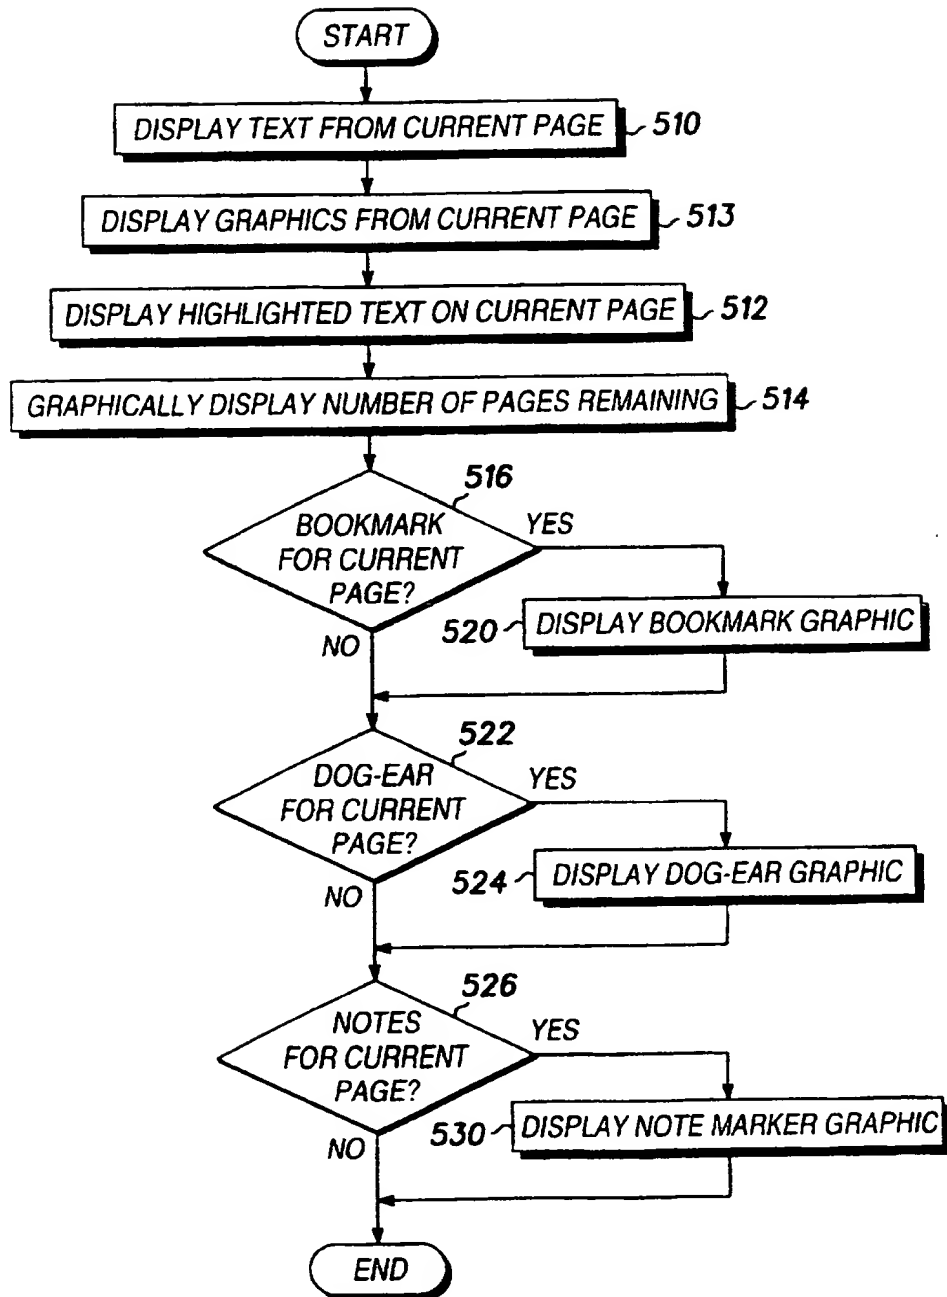 START
DISPLAY TEXT FROM CURRENT PAGE
510
DISPLAY GRAPHICS FROM CURRENT PAGE
513
DISPLAY HIGHLIGHTED TEXT ON CURRENT PAGE
512
GRAPHICALLY DISPLAY NUMBER OF PAGES REMAINING
514
516
BOOKMARK
FOR CURRENT
PAGE?
YES
NO
520
DISPLAY BOOKMARK GRAPHIC
522
DOG-EAR
FOR CURRENT
PAGE?
YES
NO
524
DISPLAY DOG-EAR GRAPHIC
526
NOTES
FOR CURRENT
PAGE?
YES
NO
530
DISPLAY NOTE MARKER GRAPHIC
END